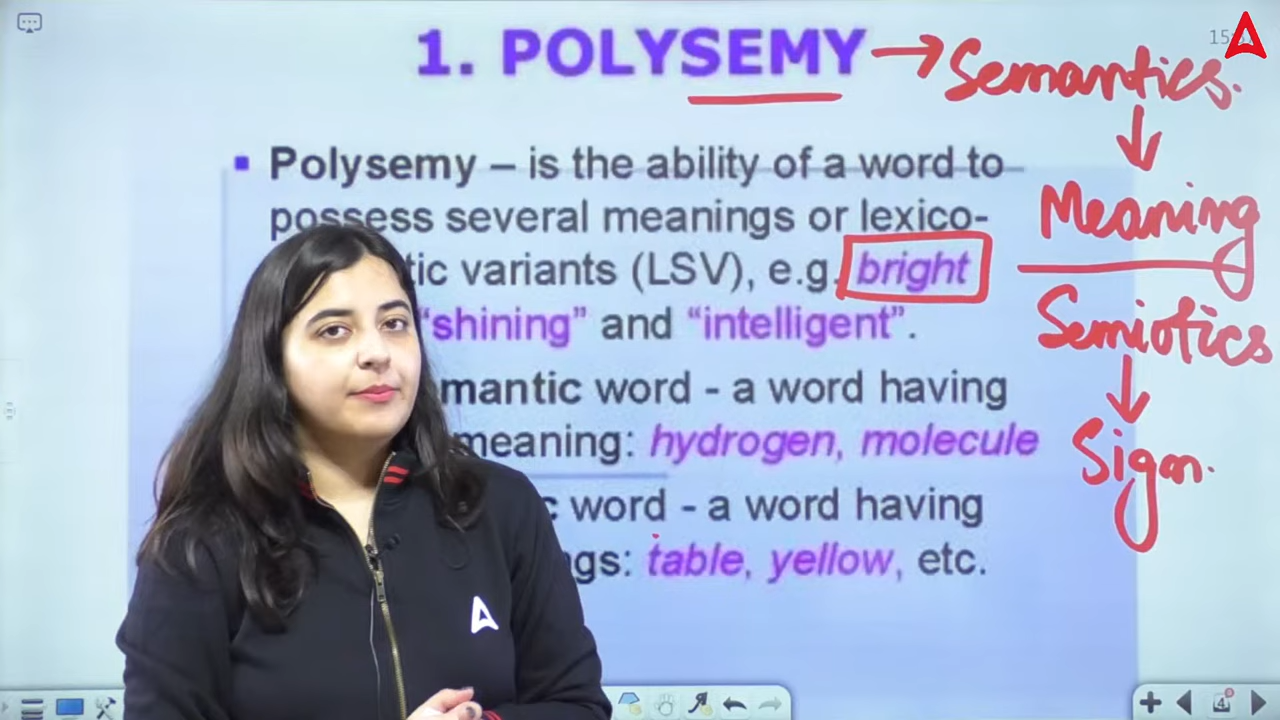 1. POLYSEMY → Semantics.
↓
Meaning
Semiotics
↓
Sign.
Polysemy – is the ability of a word to
possess several meanings or lexico-
tic variants (LSV), e.g. bright
“shining” and “intelligent”.
mantic word - a word having
meaning: hydrogen, molecule
c word - a word having
gs: table, yellow, etc.
4